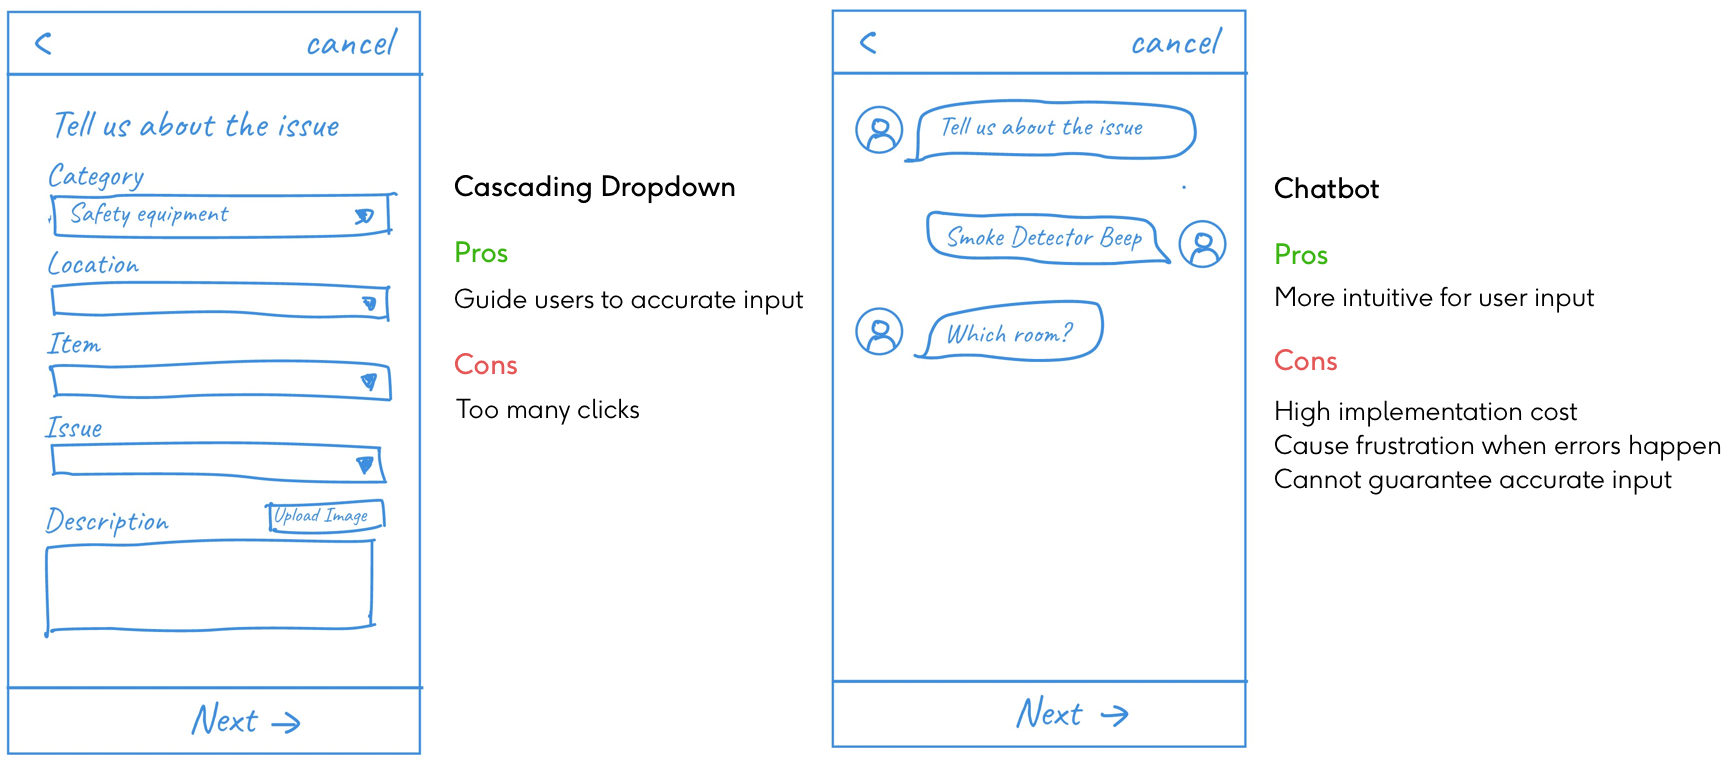 < cancel
Tell us about the issue
Category
Safety equipment
Location
Item
Issue
Description
Upload Image
Next →
Cascading Dropdown
Pros
Guide users to accurate input
Cons
Too many clicks
< cancel
Tell us about the issue
Smoke Detector Beep
Which room?
Next →
Chatbot
Pros
More intuitive for user input
Cons
High implementation cost
Cause frustration when errors happen
Cannot guarantee accurate input